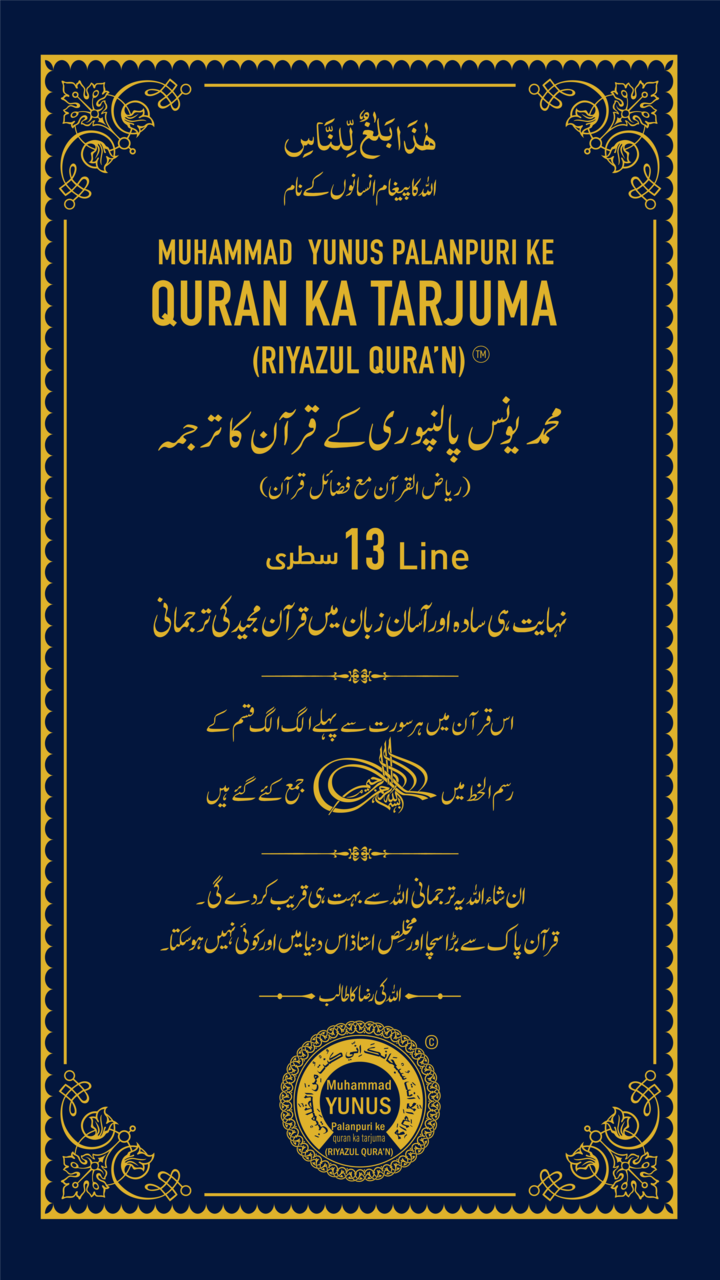 هٰذَا بَلٰغٌ لِّلنَّاسِ
اللہ کا پیغام انسانوں کے نام
MUHAMMAD YUNUS PALANPURI KE
QURAN KA TARJUMA
(RIYAZUL QURA’N) TM
محمد یونس پالنپوری کے قرآن کا ترجمہ
(ریاض القرآن مع فضائل قرآن)
13 Line سطری
نہایت ہی سادہ اور آسان زبان میں قرآن مجید کی ترجمانی
اس قرآن میں ہر سورت سے پہلے الگ الگ قسم کے
رسم الخط میں جمع کئے گئے ہیں
ان شاء اللہ یہ ترجمانی اللہ سے بہت ہی قریب کردے گی۔
قرآن پاک سے بڑا سچا اور مخلِص استاذ اس دنیا میں اور کوئی نہیں ہوسکتا۔
اللہ کی رضا کا طالب
©
Muhammad
YUNUS
Palanpuri ke
quran ka tarjuma
(RIYAZUL QURA'N)